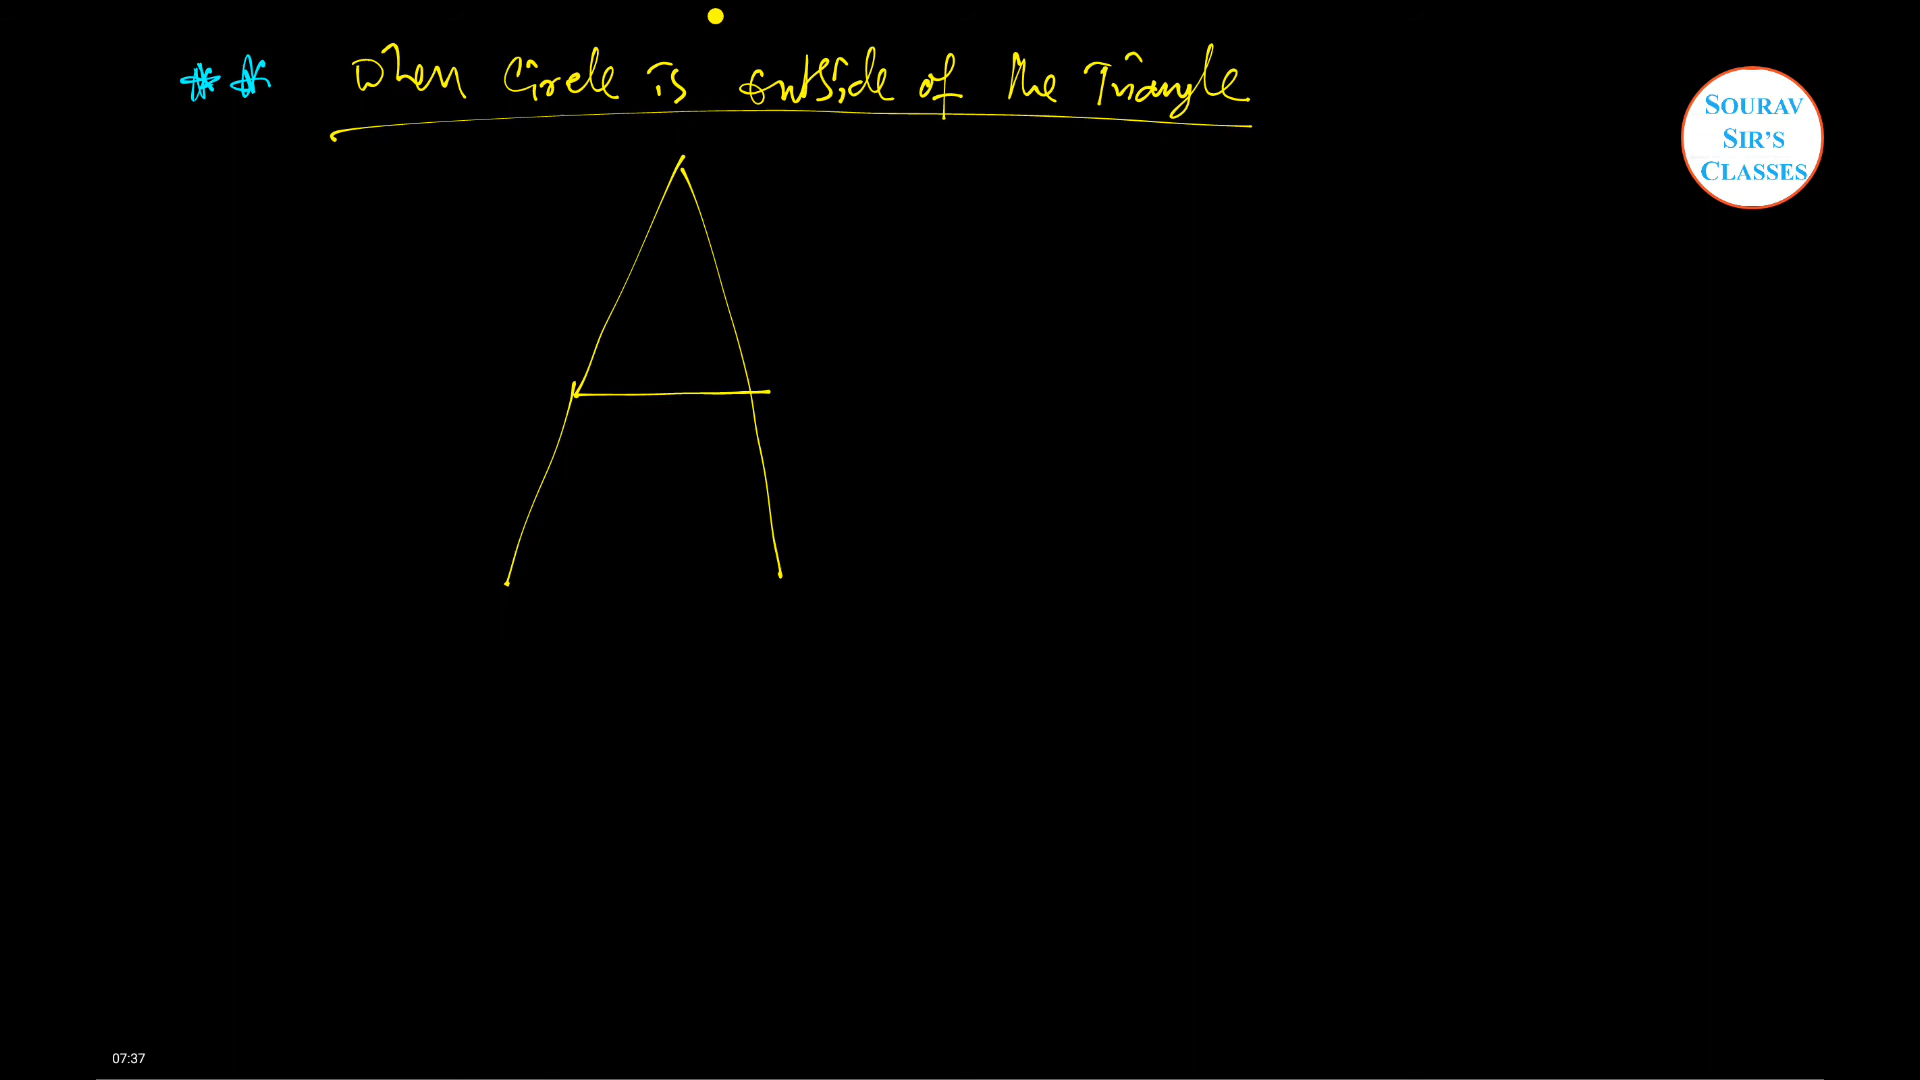 ** When Circle is outside of the Triangle
SOURAV
SIR'S
CLASSES
07:37